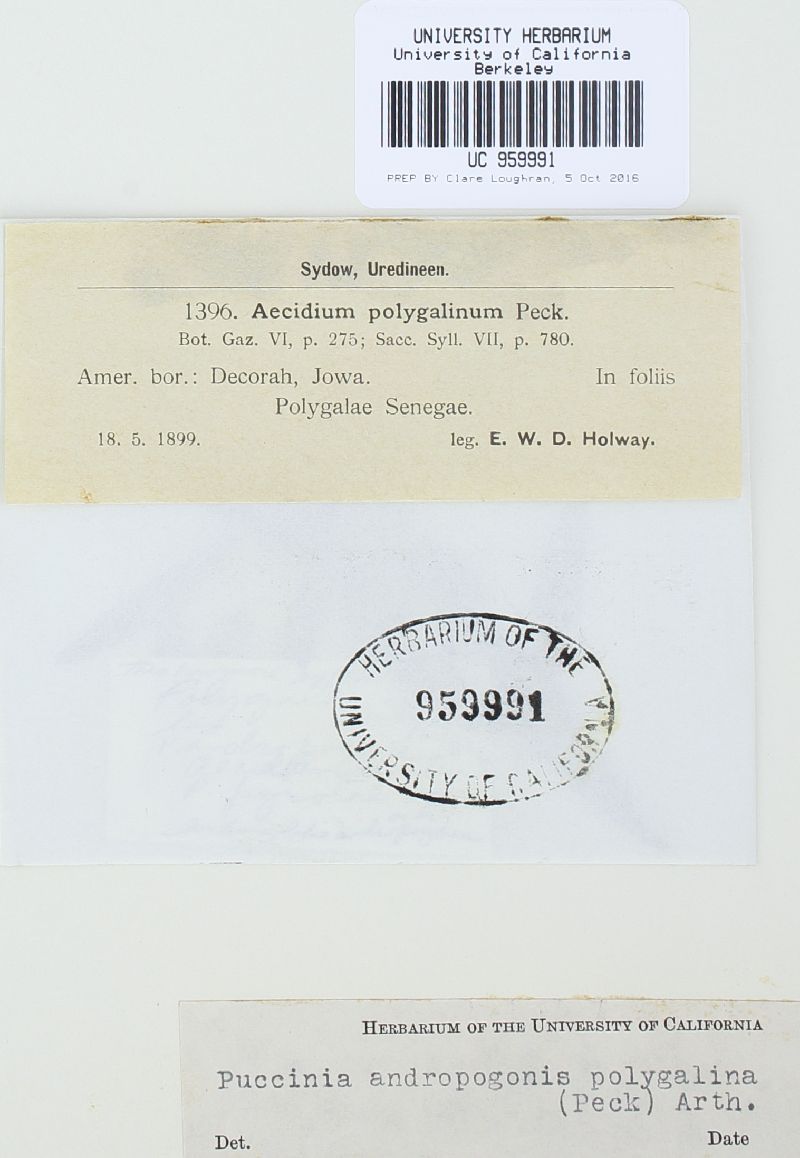 UNIVERSITY HERBARIUM
University of California
Berkeley
UC 959991
PREP BY Clare Loughran, 5 Oct 2016
Sydow, Uredineen.
1396. Aecidium polygalinum Peck.
Bot. Gaz. VI, p. 275; Sacc. Syll. VII, p. 780.
Amer. bor.: Decorah, Jowa. In foliis
Polygalae Senegae.
18. 5. 1899. leg. E. W. D. Holway.
HERBARIUM OF THE
959991
UNIVERSITY OF CALIFORNIA
HERBARIUM OF THE UNIVERSITY OF CALIFORNIA
Puccinia andropogonis polygalina
(Peck) Arth.
Det. Date